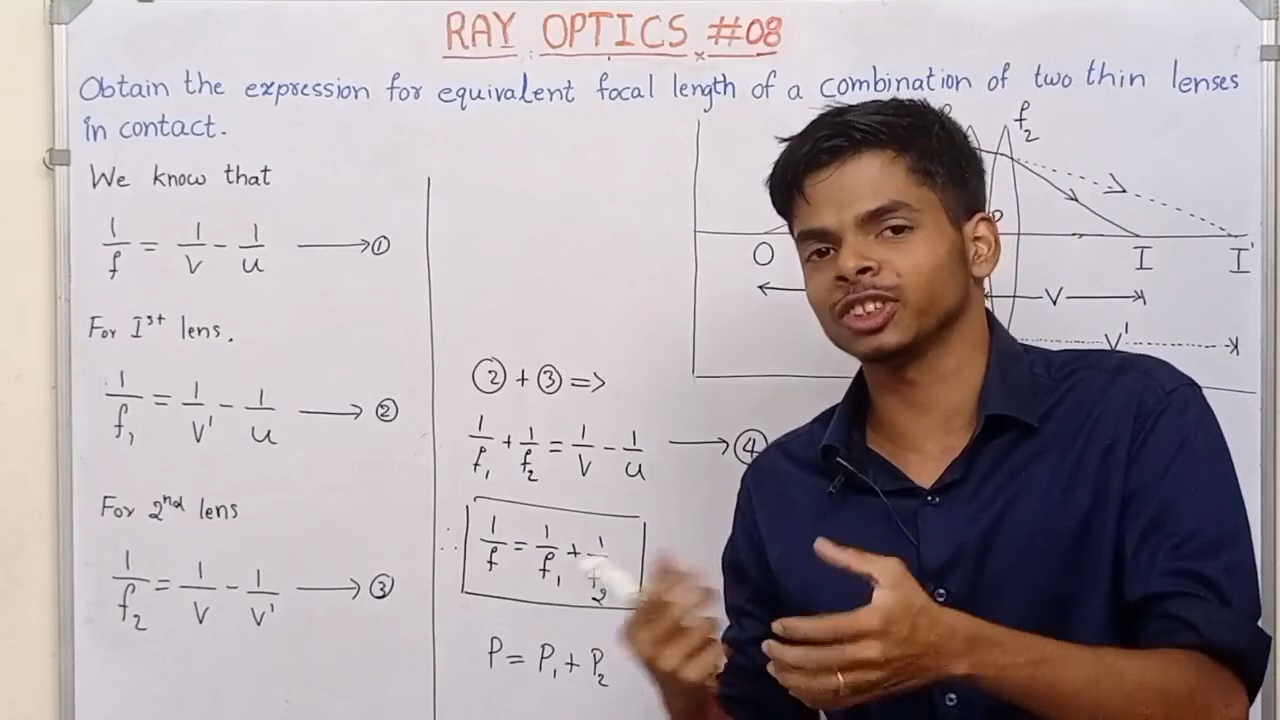 RAY OPTICS #08
Obtain the expression for equivalent focal length of a combination of two thin lenses
in contact.
We know that
1/f = 1/v - 1/u ⟶ ①
For Iˢᵗ lens,
1/f₁ = 1/v' - 1/u ⟶ ②
For 2ⁿᵈ lens
1/f₂ = 1/v - 1/v' ⟶ ③
② + ③ =>
1/f₁ + 1/f₂ = 1/v - 1/u ⟶ ④
∴ 1/f = 1/f₁ + 1/f₂
P = P₁ + P₂
f₂
P
O
I
I'
V
V'